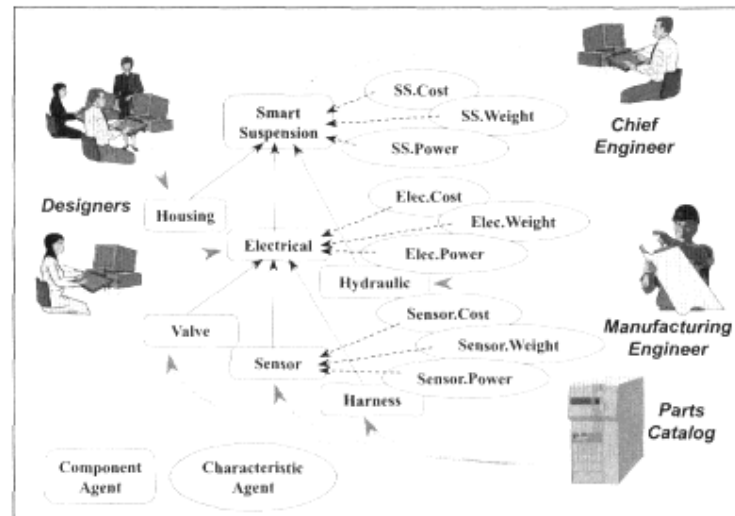 Smart
Suspension
SS.Cost
SS.Weight
SS.Power
Chief
Engineer
Designers
Housing
Electrical
Elec.Cost
Elec.Weight
Elec.Power
Hydraulic
Valve
Sensor
Harness
Sensor.Cost
Sensor.Weight
Sensor.Power
Manufacturing
Engineer
Parts
Catalog
Component
Agent
Characteristic
Agent